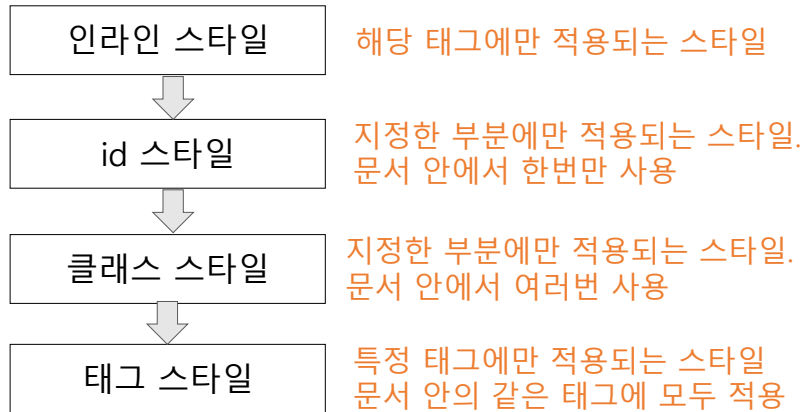 인라인 스타일
해당 태그에만 적용되는 스타일
id 스타일
지정한 부분에만 적용되는 스타일.
문서 안에서 한번만 사용
클래스 스타일
지정한 부분에만 적용되는 스타일.
문서 안에서 여러번 사용
태그 스타일
특정 태그에만 적용되는 스타일
문서 안의 같은 태그에 모두 적용